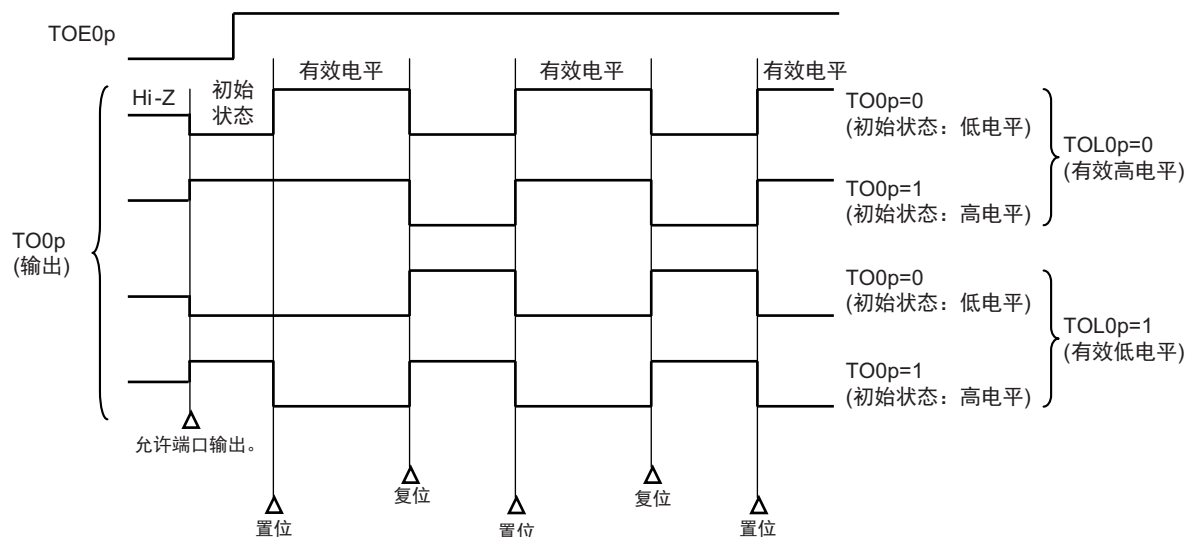 TOE0p
有效电平
有效电平
有效电平
Hi-Z
初始
状态
TO0p=0
(初始状态：低电平)
TOL0p=0
(有效高电平)
TO0p=1
(初始状态：高电平)
TO0p
(输出)
TO0p=0
(初始状态：低电平)
TOL0p=1
(有效低电平)
TO0p=1
(初始状态：高电平)
允许端口输出。
复位
复位
置位
置位
置位